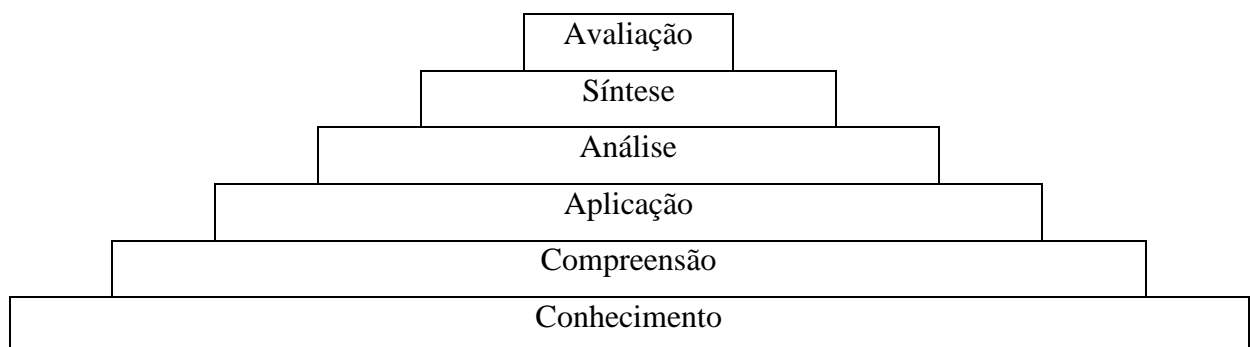 Avaliação
Síntese
Análise
Aplicação
Compreensão
Conhecimento